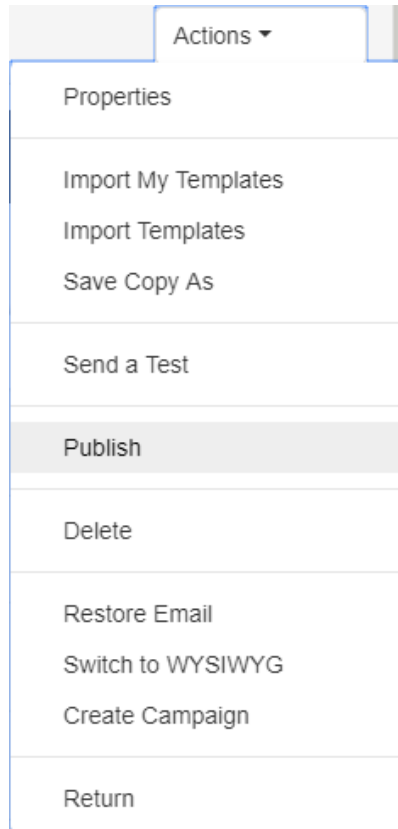 Actions
Properties
Import My Templates
Import Templates
Save Copy As
Send a Test
Publish
Delete
Restore Email
Switch to WYSIWYG
Create Campaign
Return